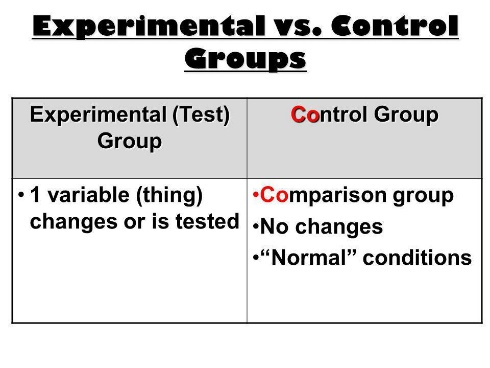 Experimental vs. Control
Groups
Experimental (Test)
Group
Control Group
• 1 variable (thing)
changes or is tested
•Comparison group
•No changes
•“Normal” conditions